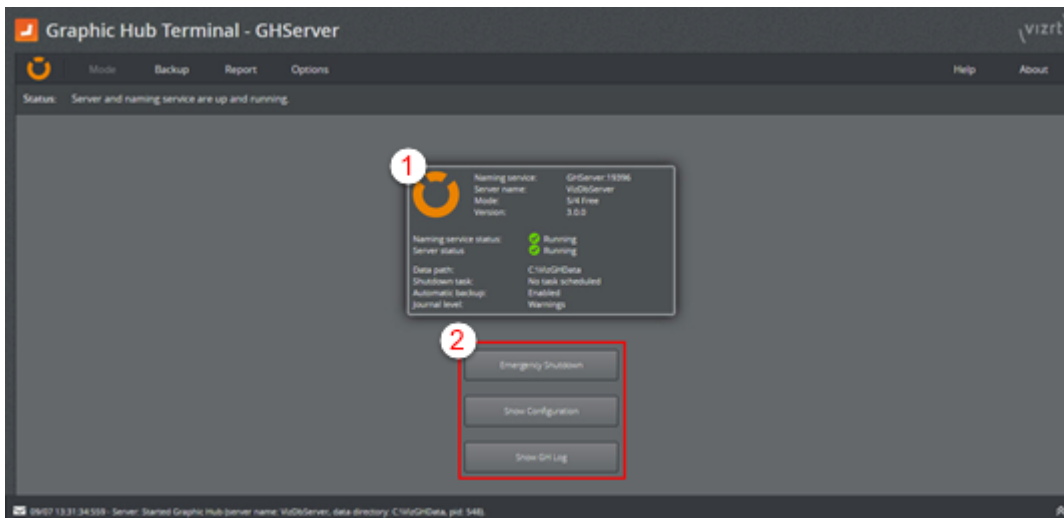 Graphic Hub Terminal - GHServer
vizrt
Mode Backup Report Options Help About
Status: Server and naming service are up and running.
1
Naming service: GHServer:19396
Server name: VizDbServer
Mode: 5/4 Free
Version: 3.0.0
Naming service status: Running
Server status Running
Data path: C:\VizGHData
Shutdown task: No task scheduled
Automatic backup: Enabled
Journal level: Warnings
2
Emergency Shutdown
Show Configuration
Show GH Log
09/07 13:31:34:559 - Server: Started Graphic Hub (server name: VizDbServer, data directory: C:\VizGHData, pid: 548).